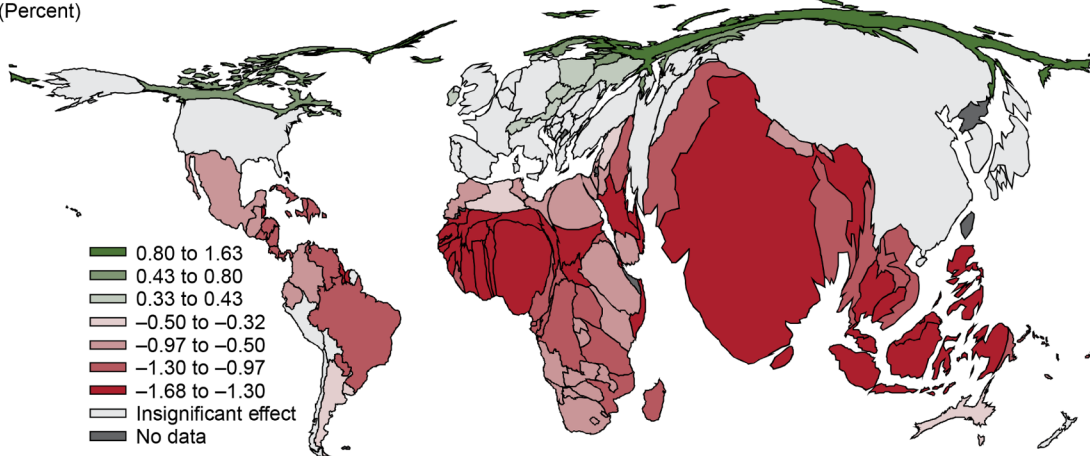 (Percent)
0.80 to 1.63
0.43 to 0.80
0.33 to 0.43
–0.50 to –0.32
–0.97 to –0.50
–1.30 to –0.97
–1.68 to –1.30
Insignificant effect
No data